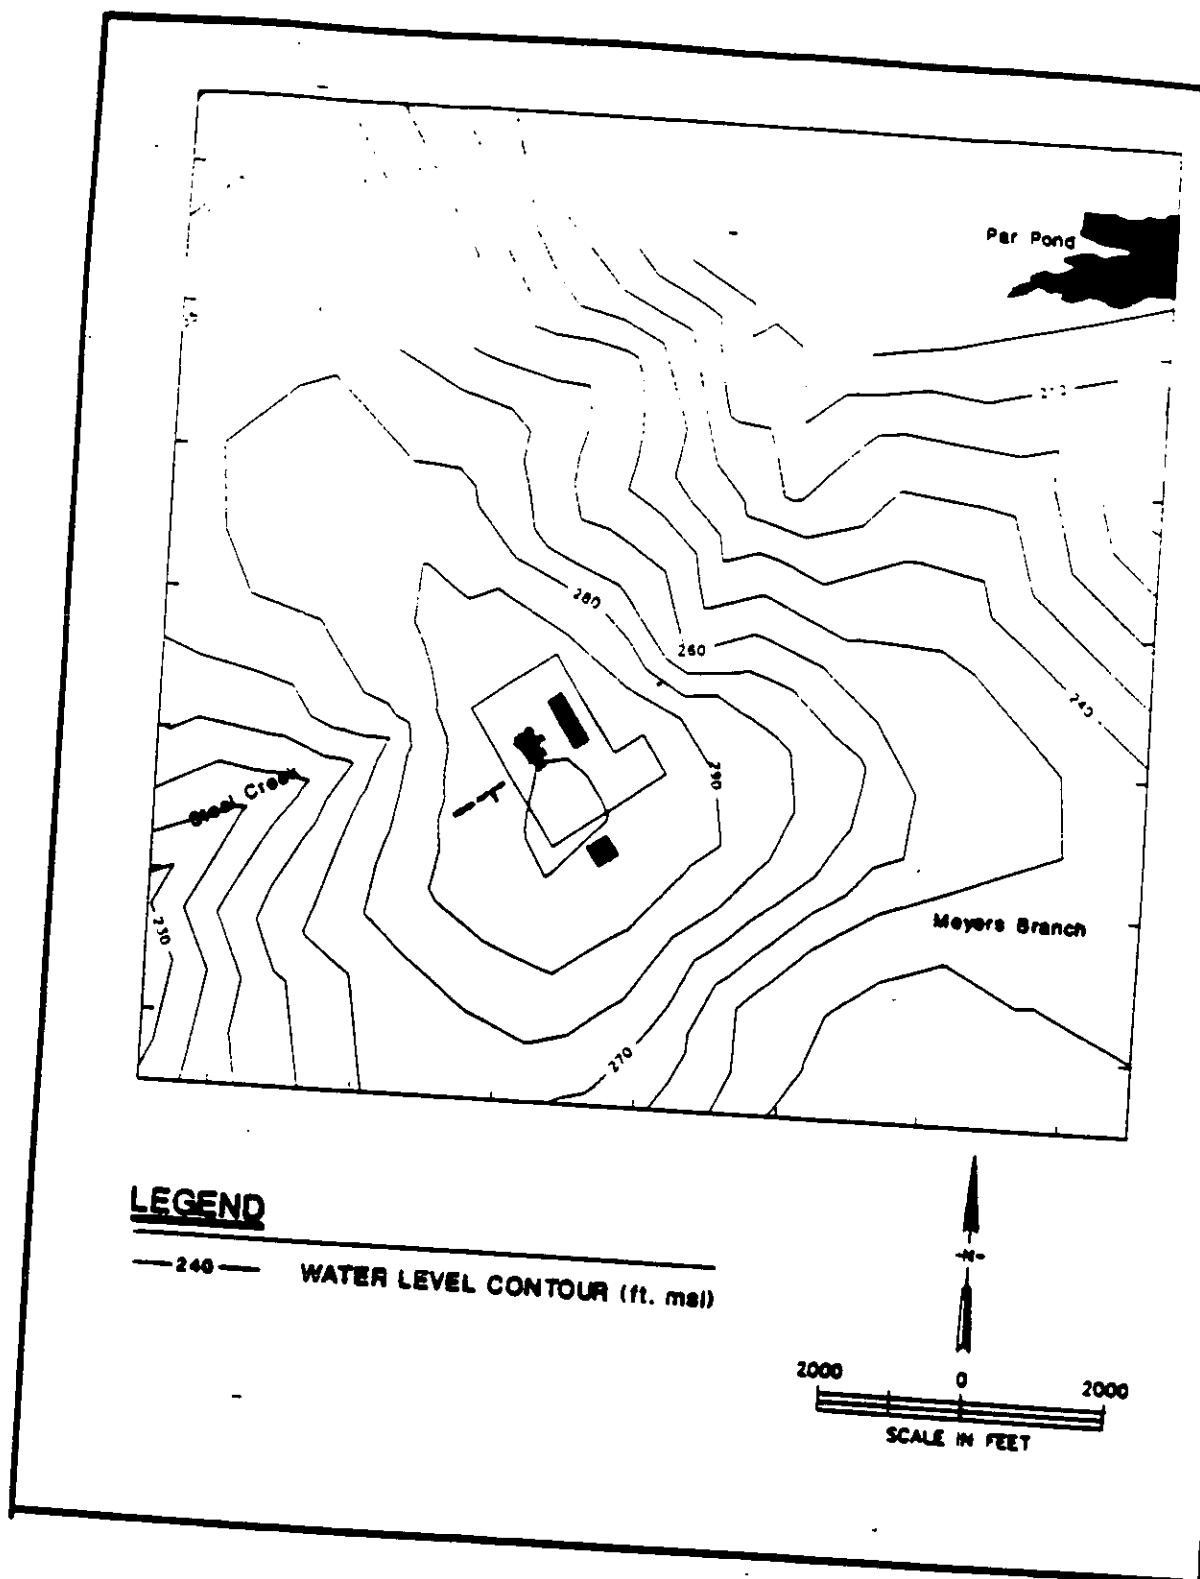 Par Pond
280
260
240
290
Steel Creek
Meyers Branch
270
LEGEND
240
WATER LEVEL CONTOUR (ft. msl)
-N-
2000 0 2000
SCALE IN FEET